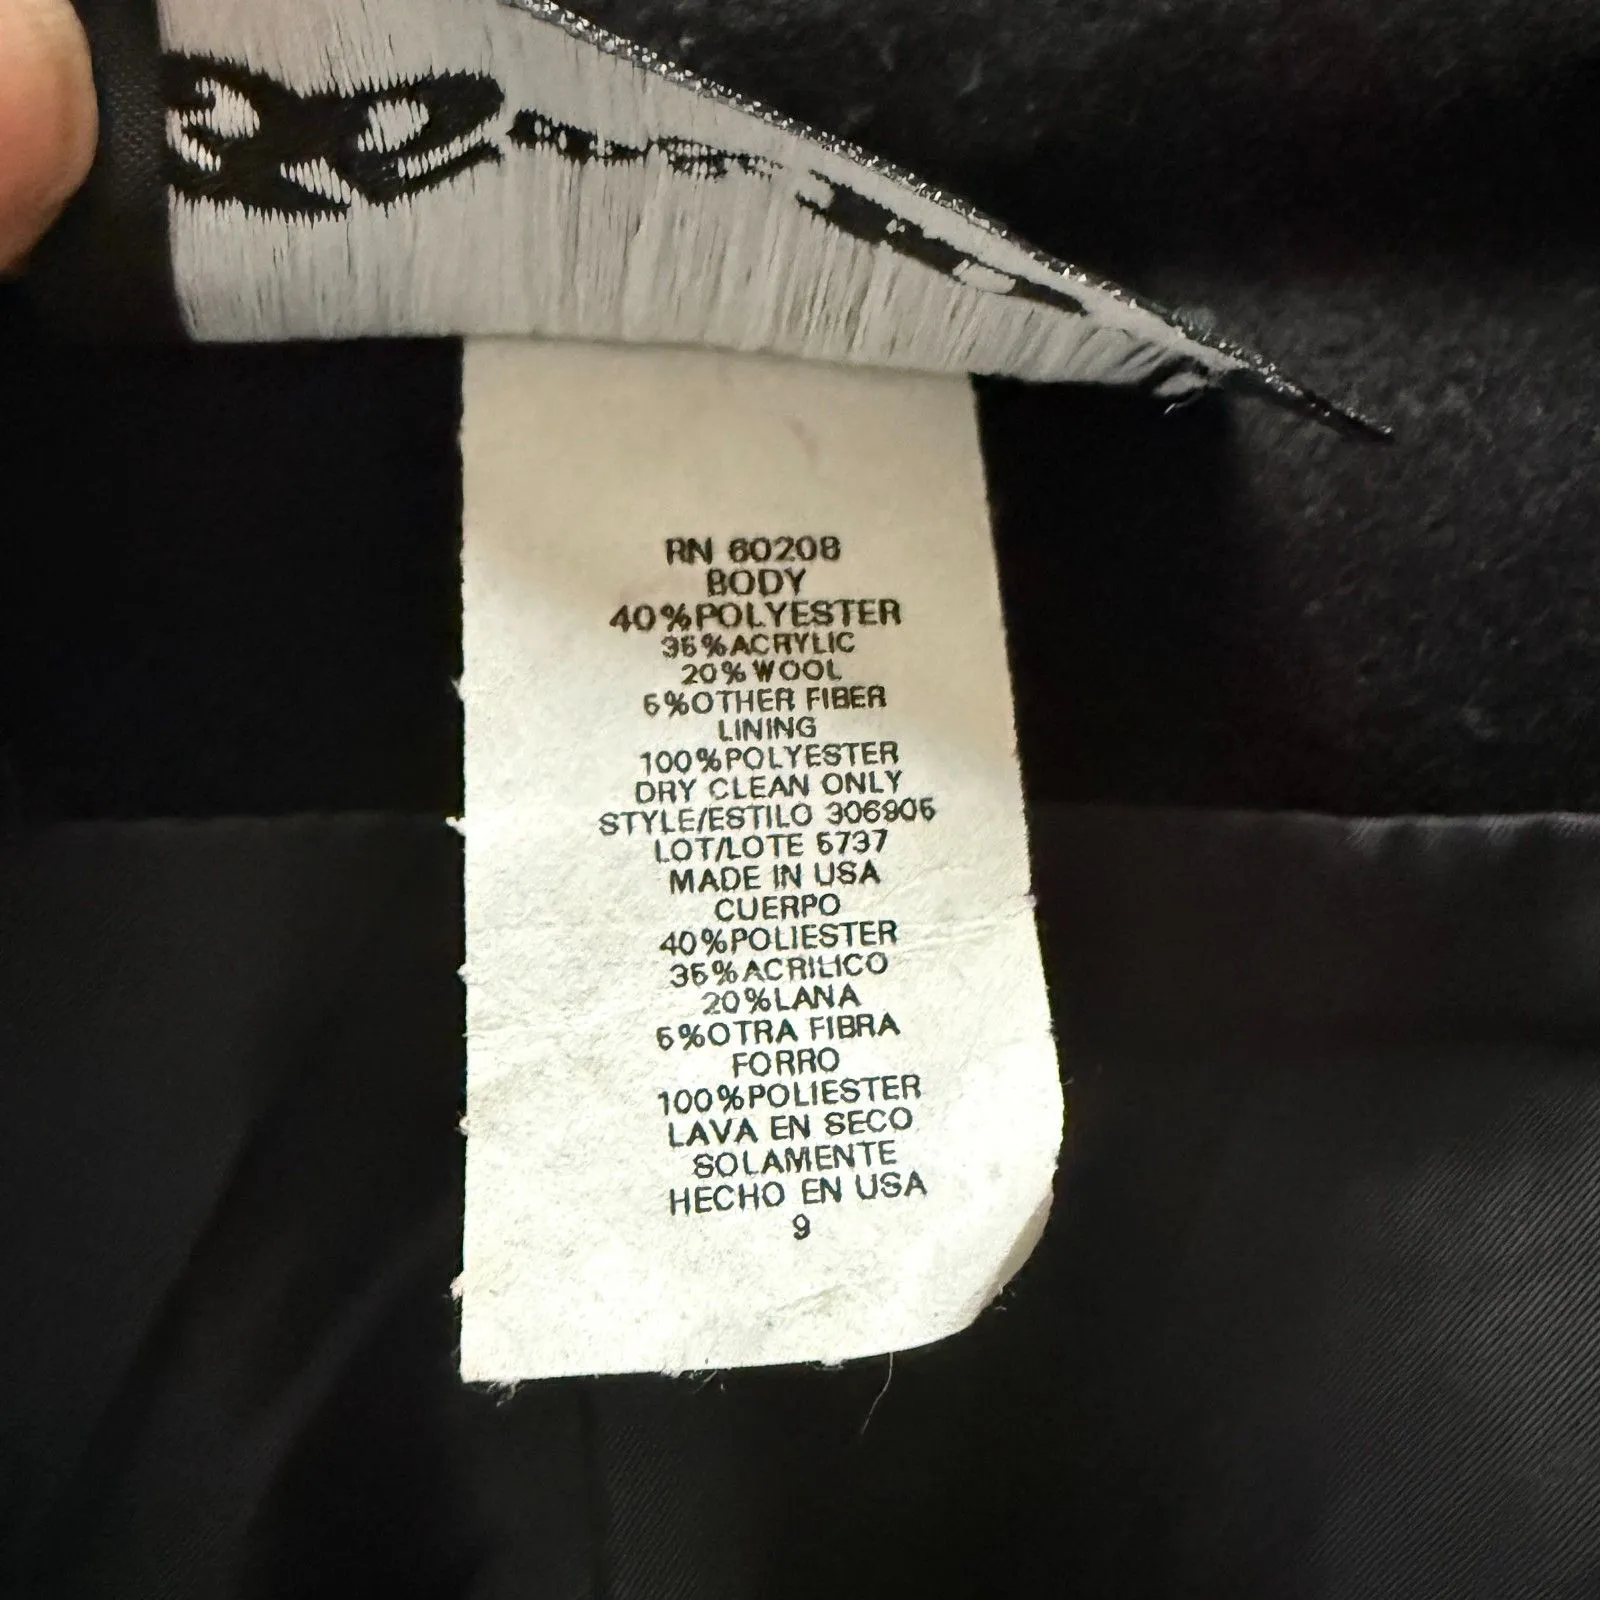 RN 60208
BODY
40%POLYESTER
35%ACRYLIC
20%WOOL
5%OTHER FIBER
LINING
100%POLYESTER
DRY CLEAN ONLY
STYLE/ESTILO 306905
LOT/LOTE 5737
MADE IN USA
CUERPO
40%POLIESTER
35%ACRILICO
20%LANA
5%OTRA FIBRA
FORRO
100%POLIESTER
LAVA EN SECO
SOLAMENTE
HECHO EN USA
9